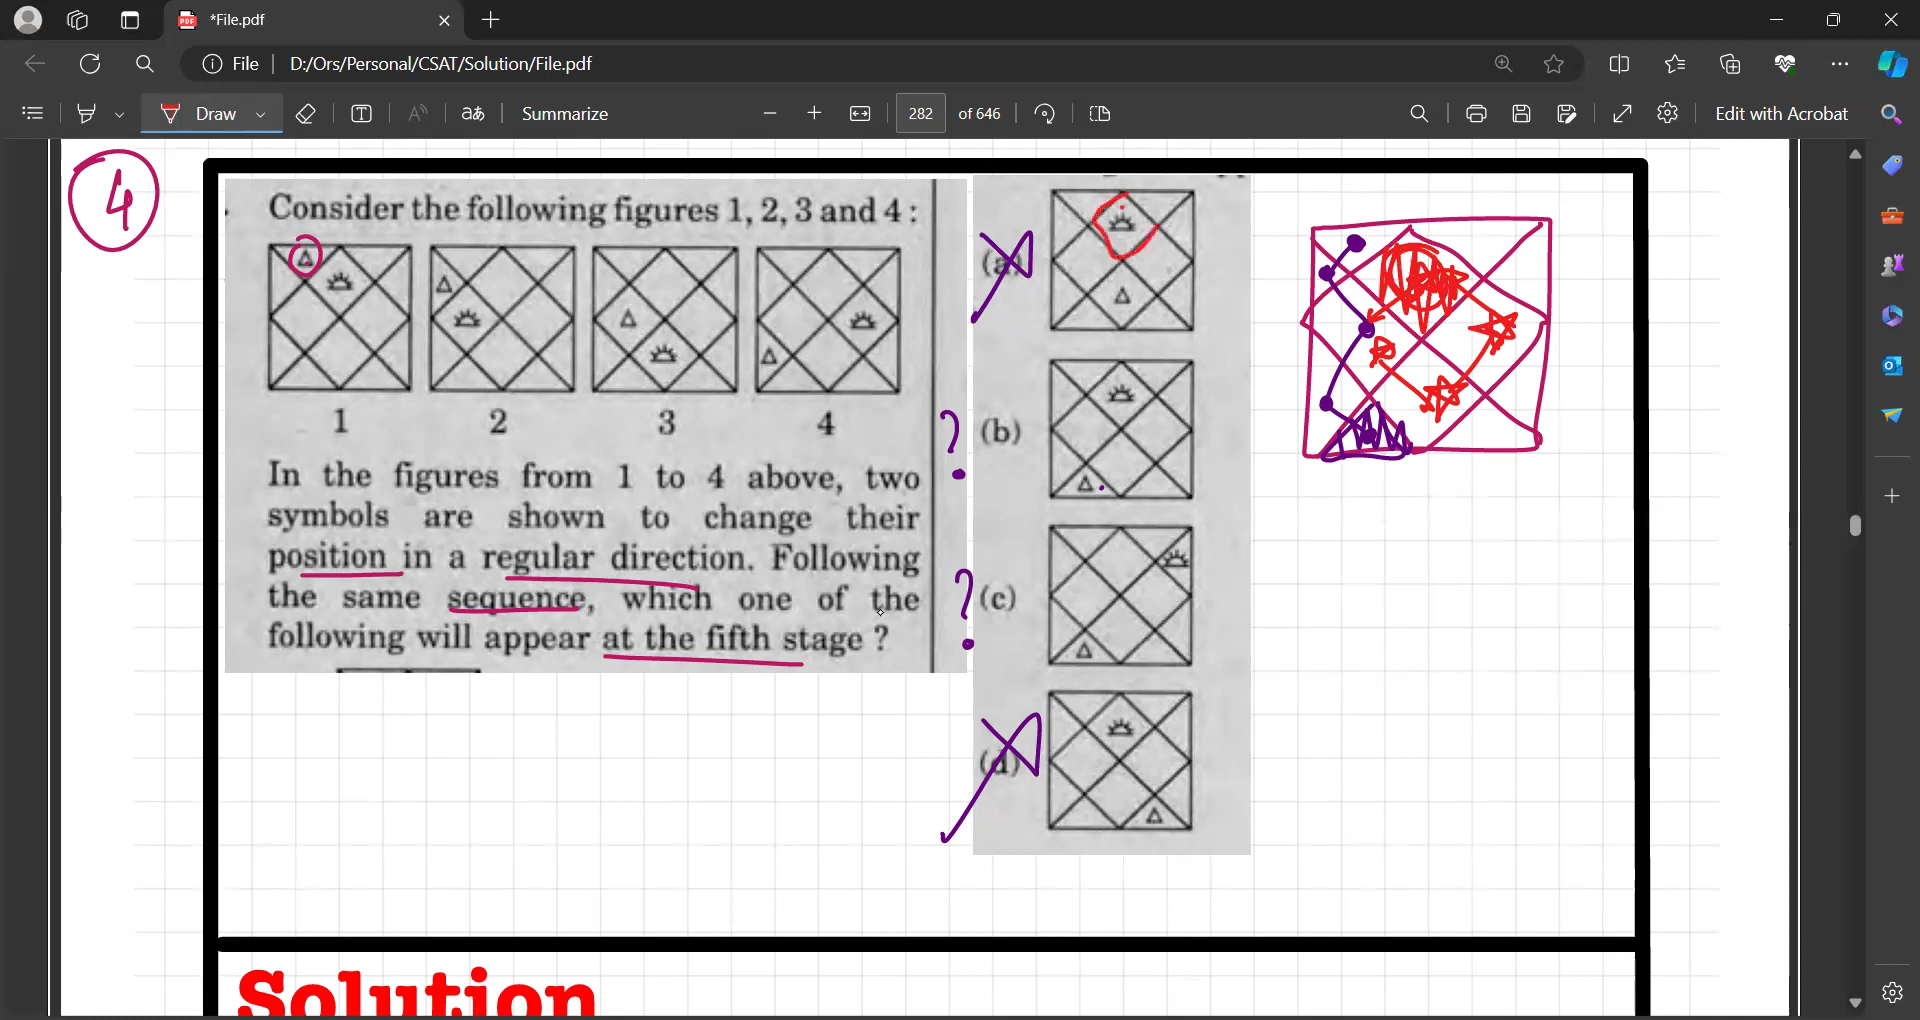 *File.pdf
File
D:/Ors/Personal/CSAT/Solution/File.pdf
Draw
Summarize
282 of 646
Edit with Acrobat
4
Consider the following figures 1, 2, 3 and 4 :
1 2 3 4
In the figures from 1 to 4 above, two
symbols are shown to change their
position in a regular direction. Following
the same sequence, which one of the
following will appear at the fifth stage ?
(a)
? (b)
? (c)
(d)
Solution